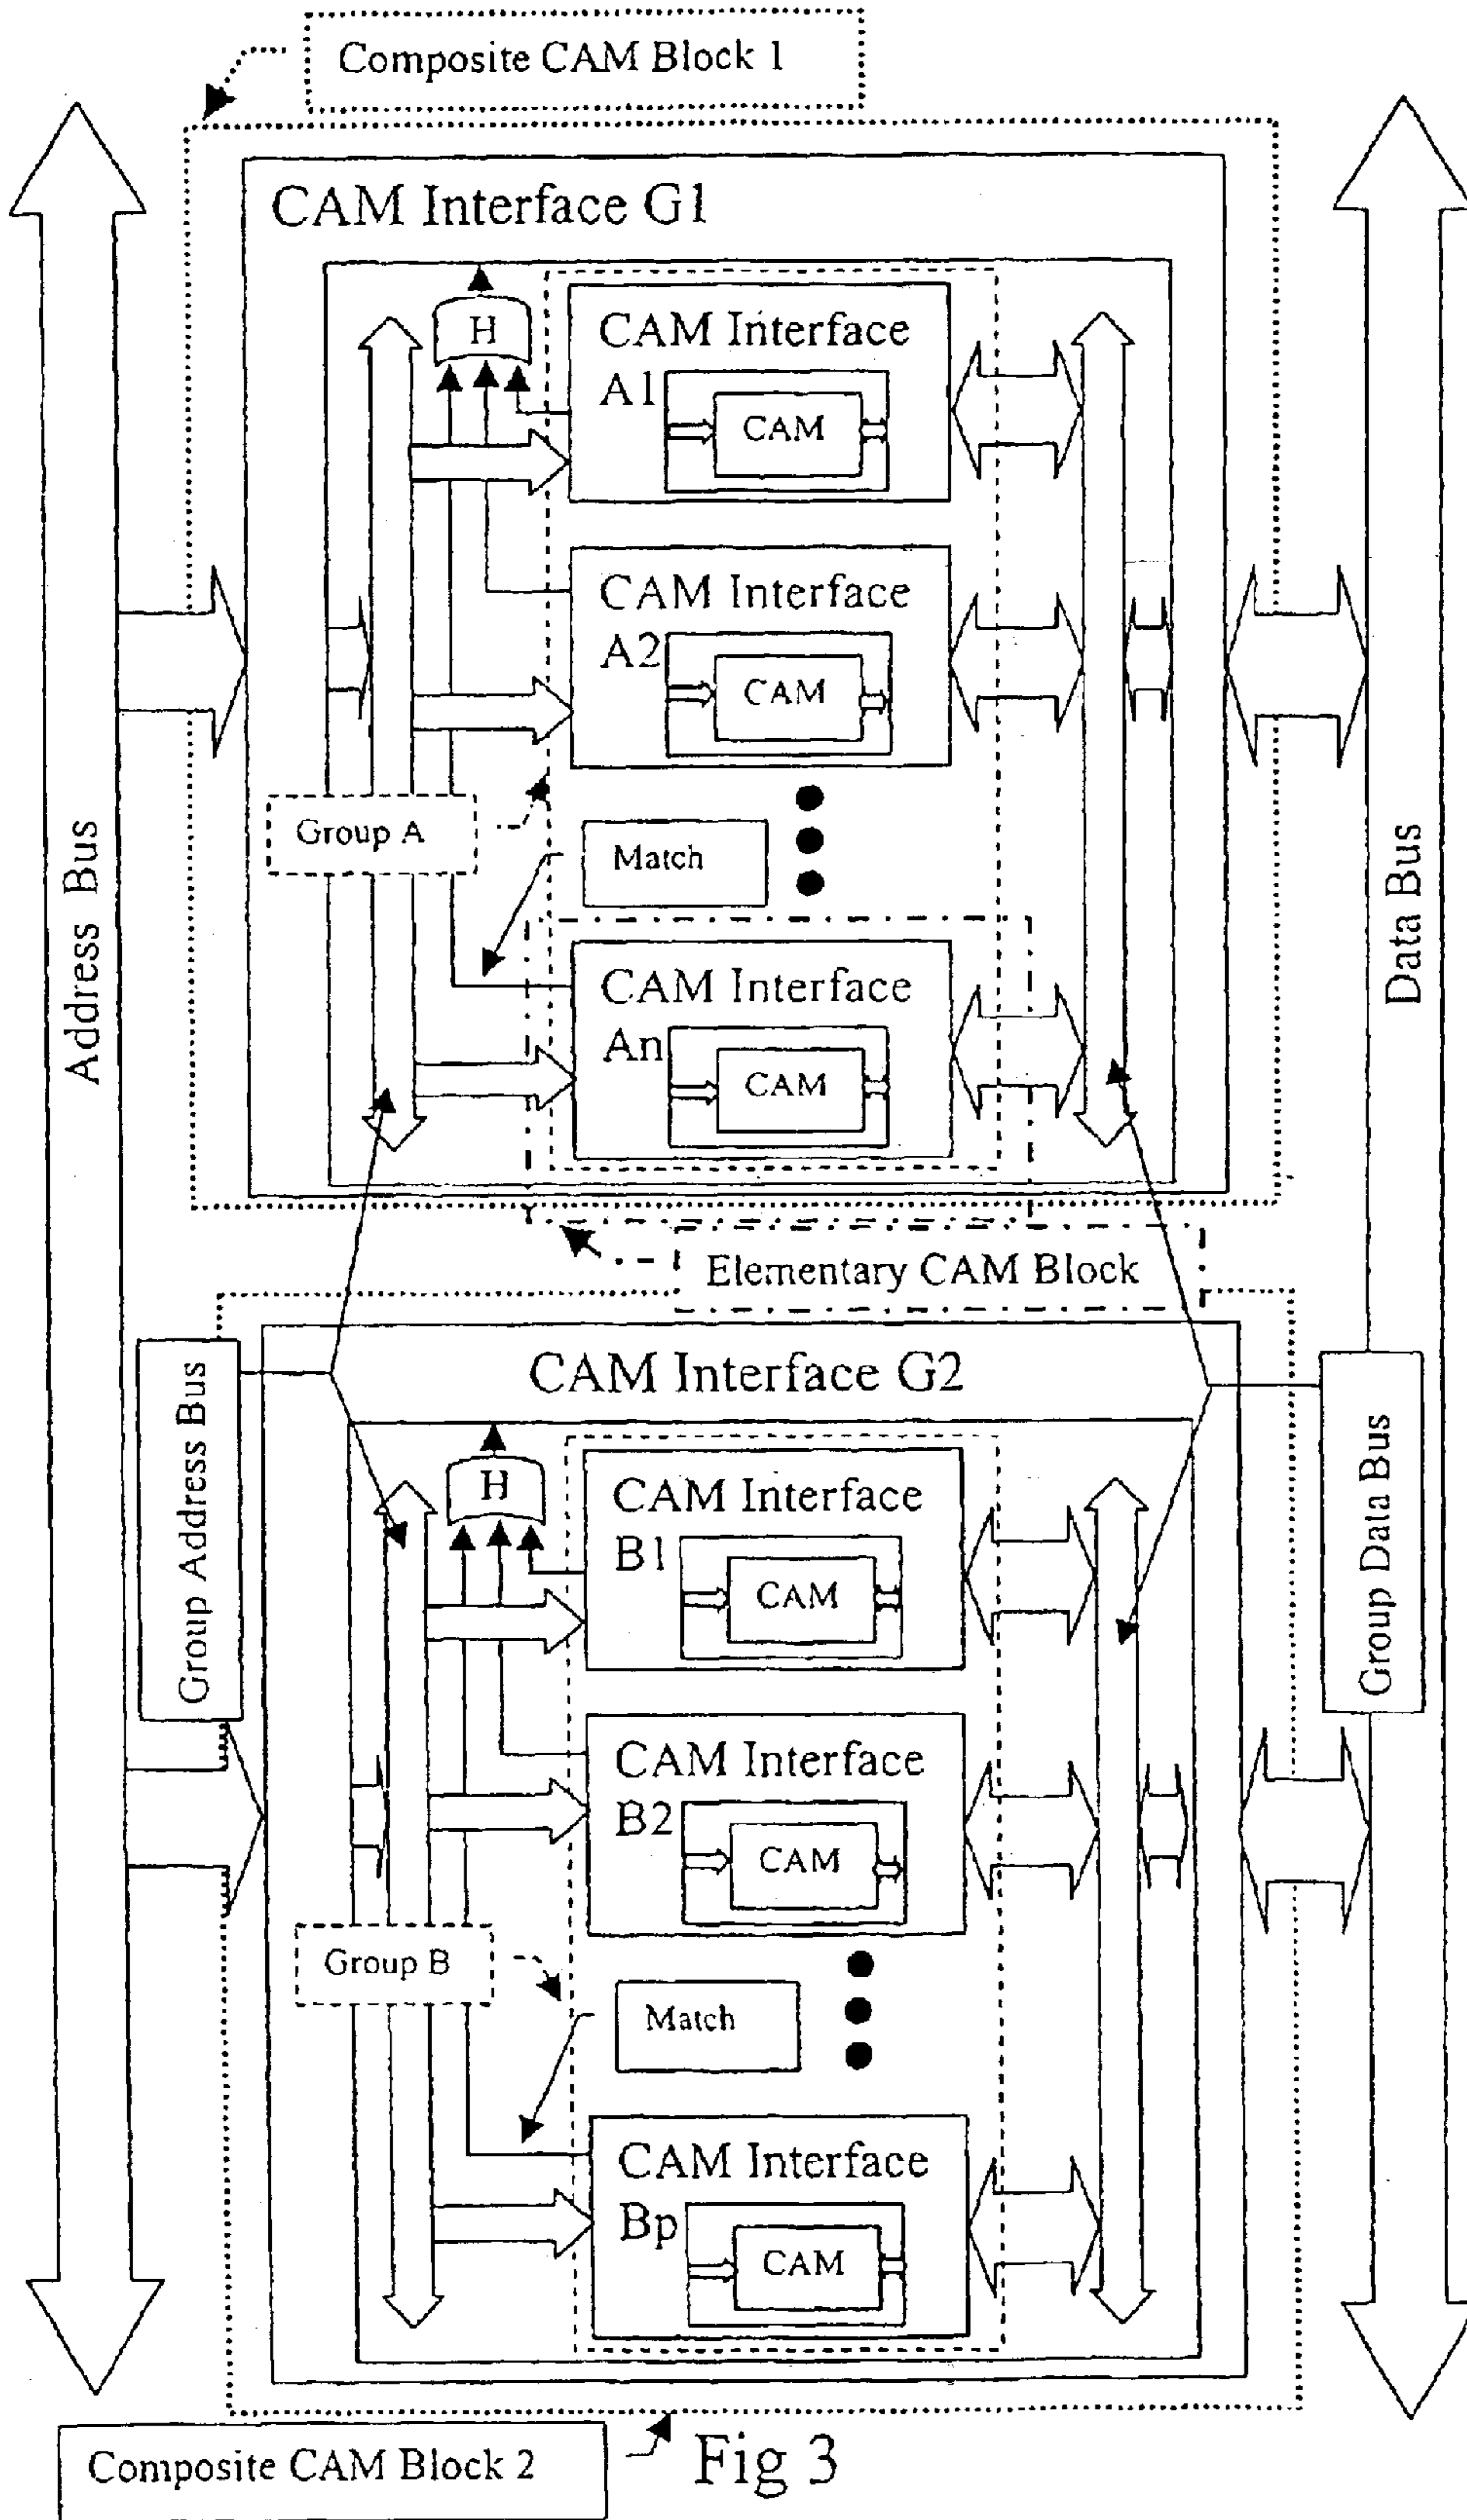 Composite CAM Block 1
CAM Interface G1
H
CAM Interface
A1
CAM
CAM Interface
A2
CAM
Group A
Match
Address Bus
Data Bus
CAM Interface
An
CAM
Elementary CAM Block
Group Address Bus
Group Data Bus
CAM Interface G2
H
CAM Interface
B1
CAM
CAM Interface
B2
CAM
Group B
Match
CAM Interface
Bp
CAM
Composite CAM Block 2
Fig 3